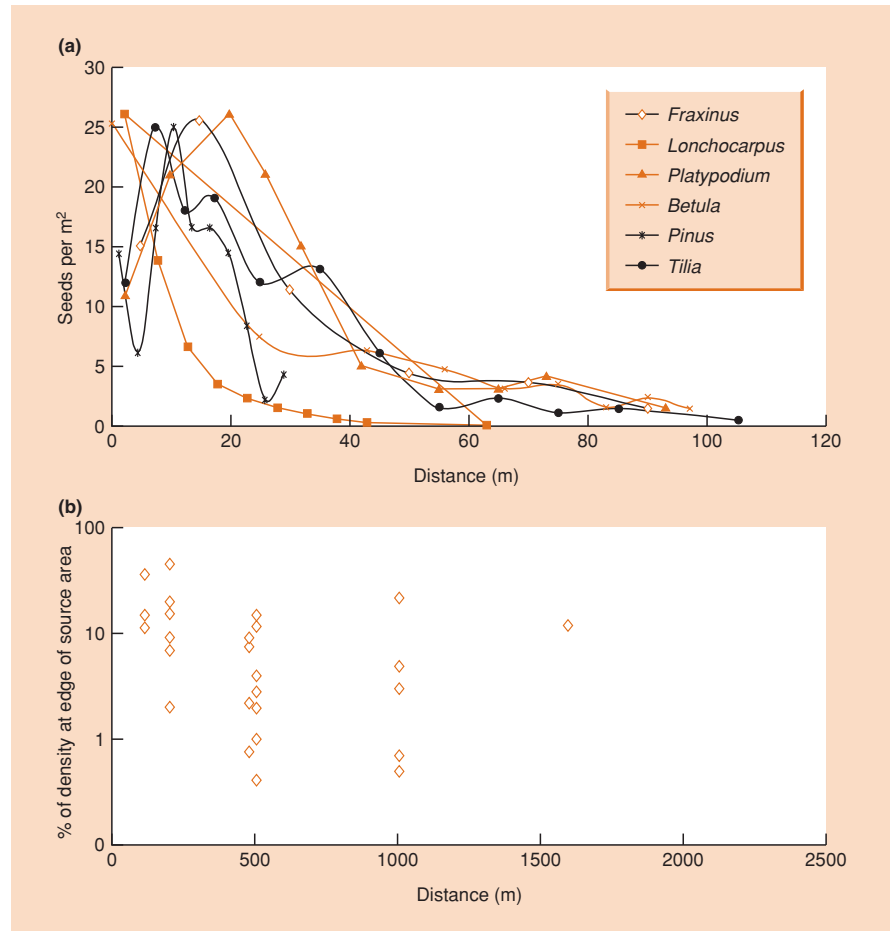 (a)
30
25
20
15
10
5
0
Seeds per m²
Fraxinus
Lonchocarpus
Platypodium
Betula
Pinus
Tilia
0 20 40 60 80 100 120
Distance (m)
(b)
100
10
1
0
% of density at edge of source area
0 500 1000 1500 2000 2500
Distance (m)